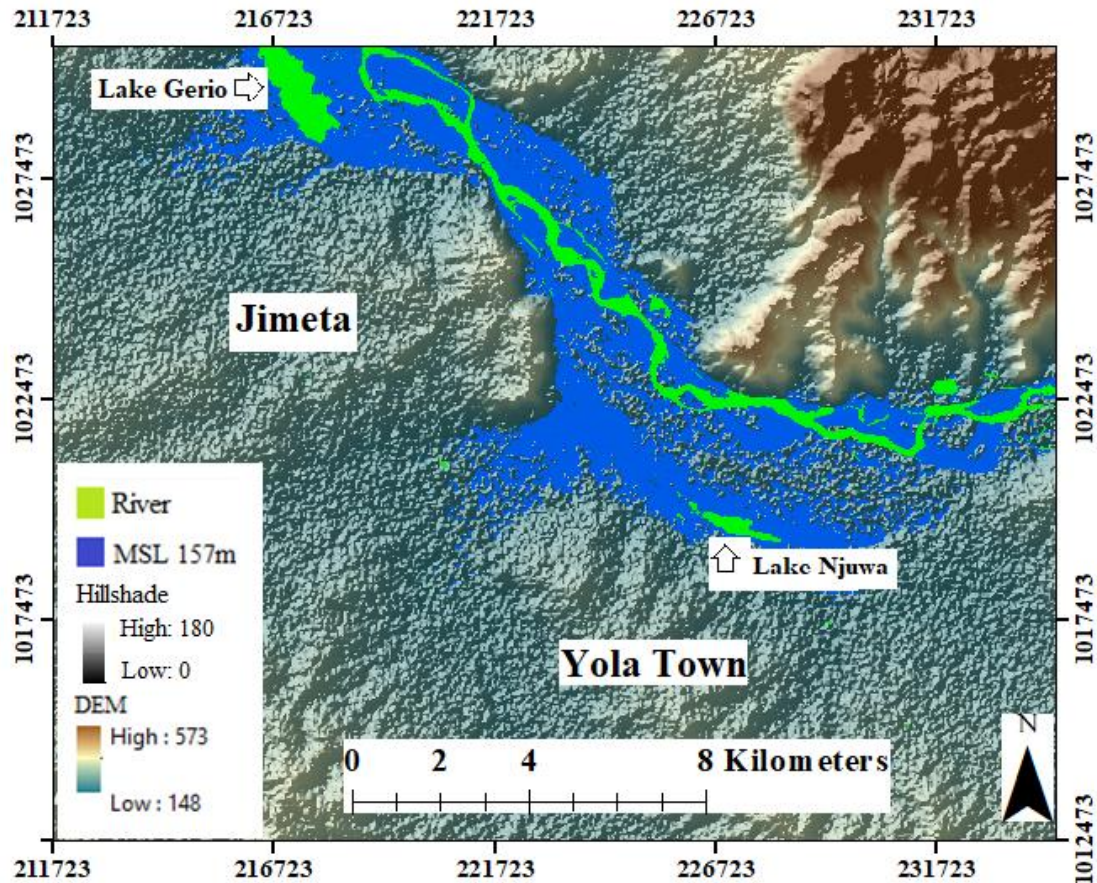 211723 216723 221723 226723 231723
Lake Gerio
1027473 1027473
Jimeta
1022473 1022473
River
MSL 157m
Hillshade
High: 180
Low: 0
DEM
High : 573
Low : 148
Lake Njuwa
1017473 1017473
Yola Town
0 2 4 8 Kilometers
N
1012473 1012473
211723 216723 221723 226723 231723